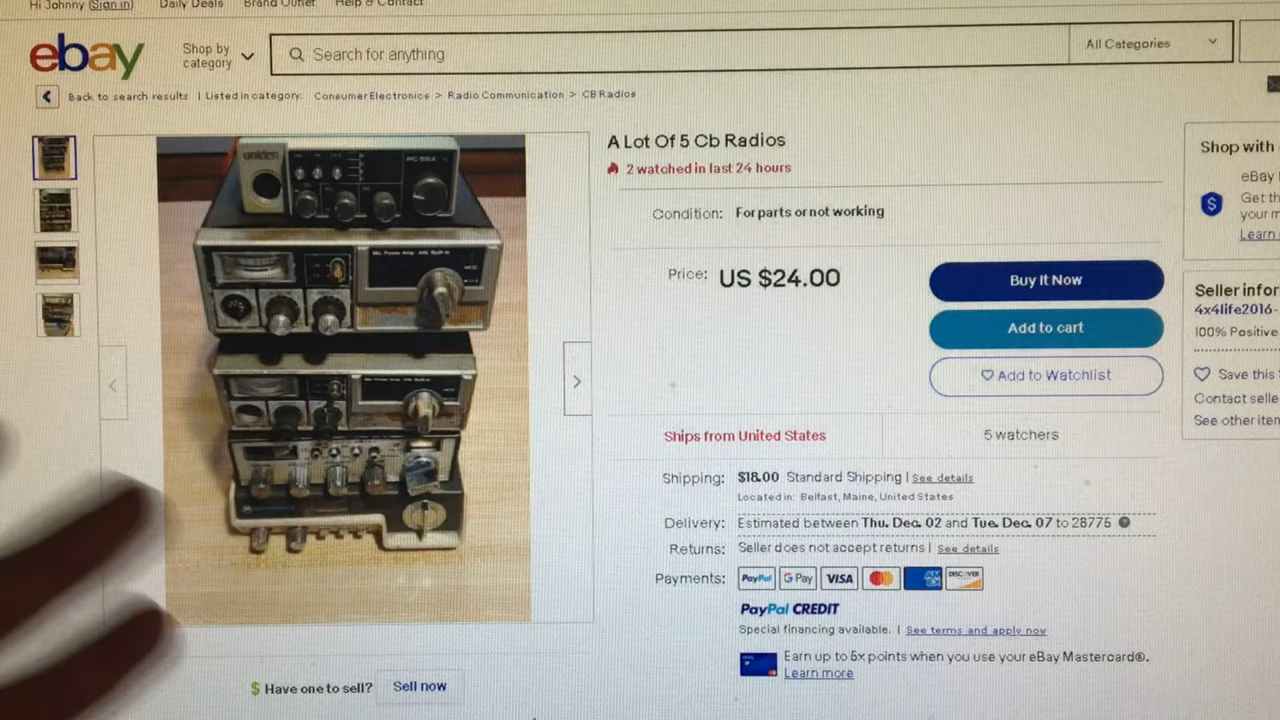 Hi Johnny (Sign in) Daily Deals Brand Outlet Help & Contact
ebay
Shop by category
Search for anything
All Categories
Back to search results | Listed in category: Consumer Electronics > Radio Communication > CB Radios
uniden
A Lot Of 5 Cb Radios
2 watched in last 24 hours
Condition: For parts or not working
Price: US $24.00
Buy It Now
Add to cart
Add to Watchlist
Ships from United States
5 watchers
Shipping: $18.00 Standard Shipping | See details
Located in: Belfast, Maine, United States
Delivery: Estimated between Thu. Dec. 02 and Tue. Dec. 07 to 28775
Returns: Seller does not accept returns | See details
Payments: PayPal G Pay VISA DISCOVER
PayPal CREDIT
Special financing available. | See terms and apply now
Earn up to 5x points when you use your eBay Mastercard®.
Learn more
$ Have one to sell? Sell now
Shop with
eBay
Get th
your m
Learn
Seller infor
4x4life2016-
100% Positive
Save this
Contact selle
See other iten